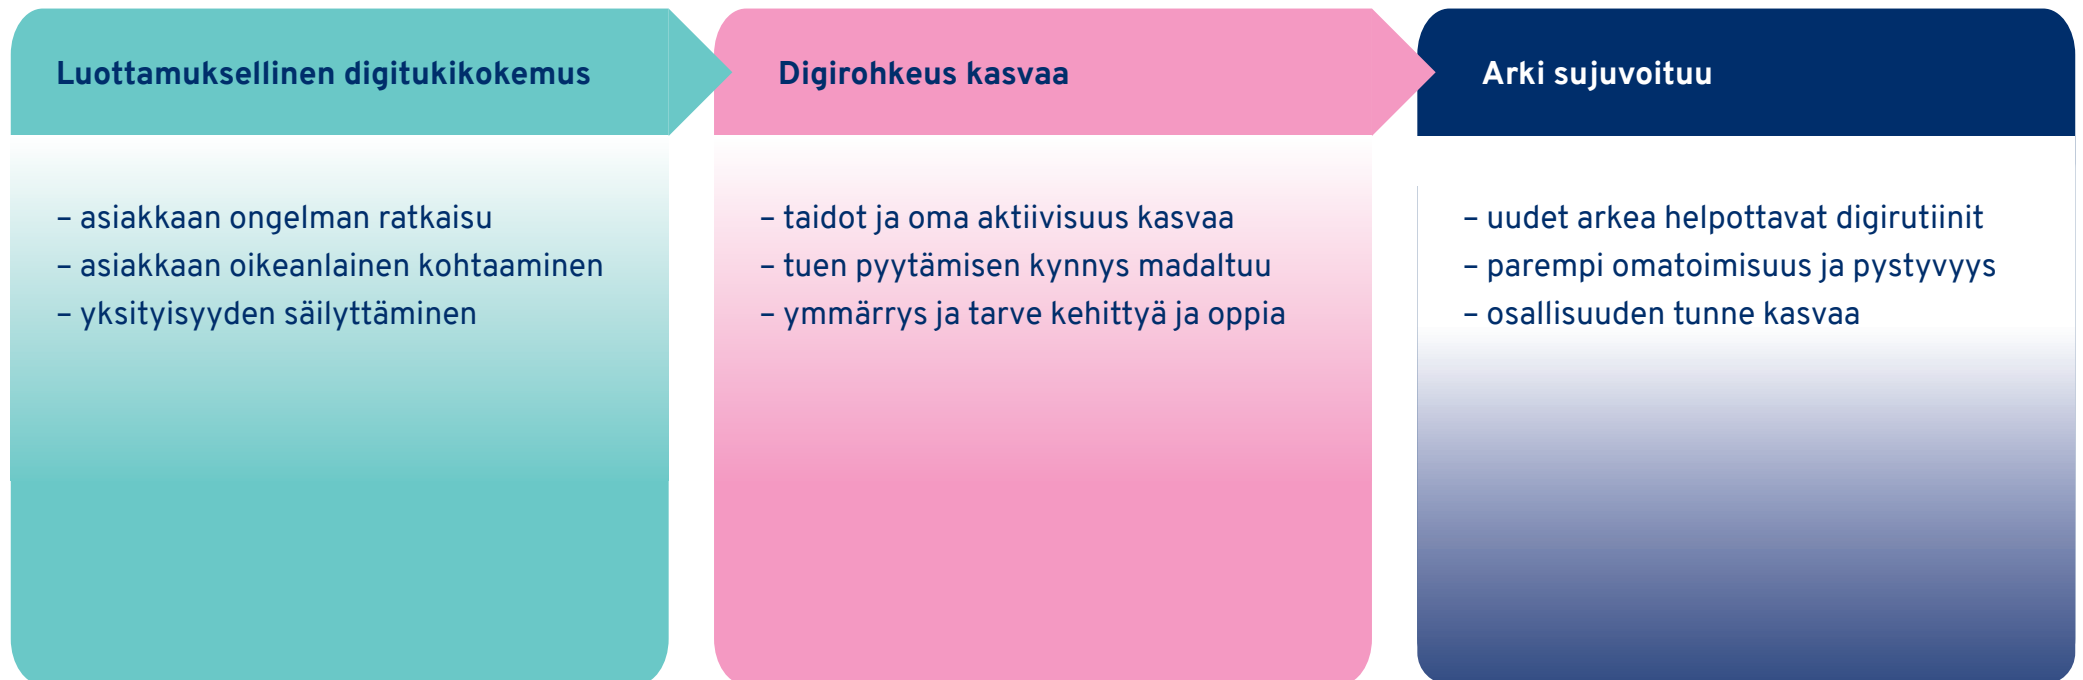 Luottamuksellinen digitukikokemus
– asiakkaan ongelman ratkaisu
– asiakkaan oikeanlainen kohtaaminen
– yksityisyyden säilyttäminen
Digirohkeus kasvaa
– taidot ja oma aktiivisuus kasvaa
– tuen pyytämisen kynnys madaltuu
– ymmärrys ja tarve kehittyä ja oppia
Arki sujuvoituu
– uudet arkea helpottavat digirutiinit
– parempi omatoimisuus ja pystyvyys
– osallisuuden tunne kasvaa